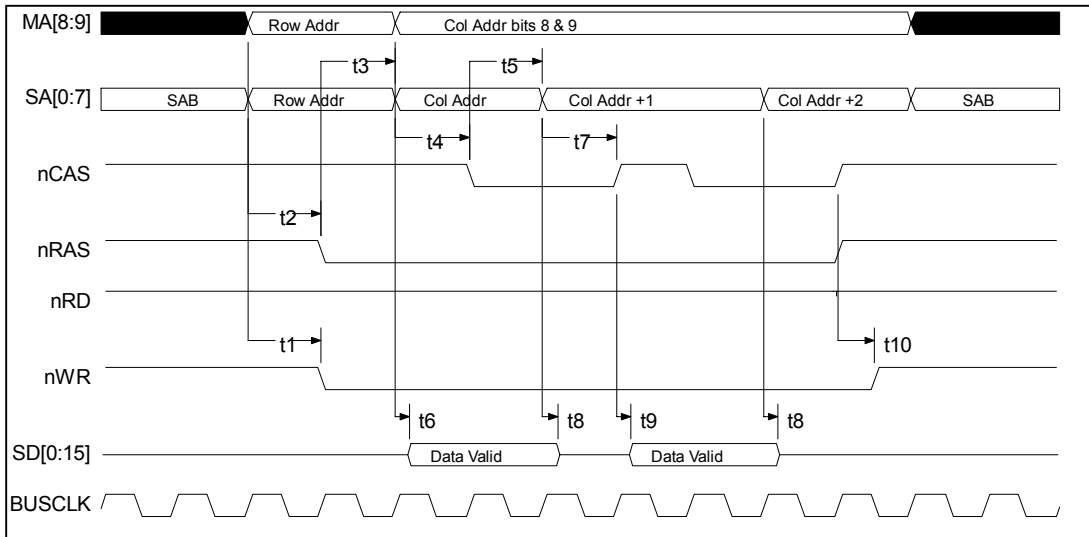 MA[8:9] Row Addr Col Addr bits 8 & 9
t3 t5
SA[0:7] SAB Row Addr Col Addr Col Addr +1 Col Addr +2 SAB
t4 t7
nCAS
t2
nRAS
nRD
t1 t10
nWR
t6 t8 t9 t8
SD[0:15] Data Valid Data Valid
BUSCLK